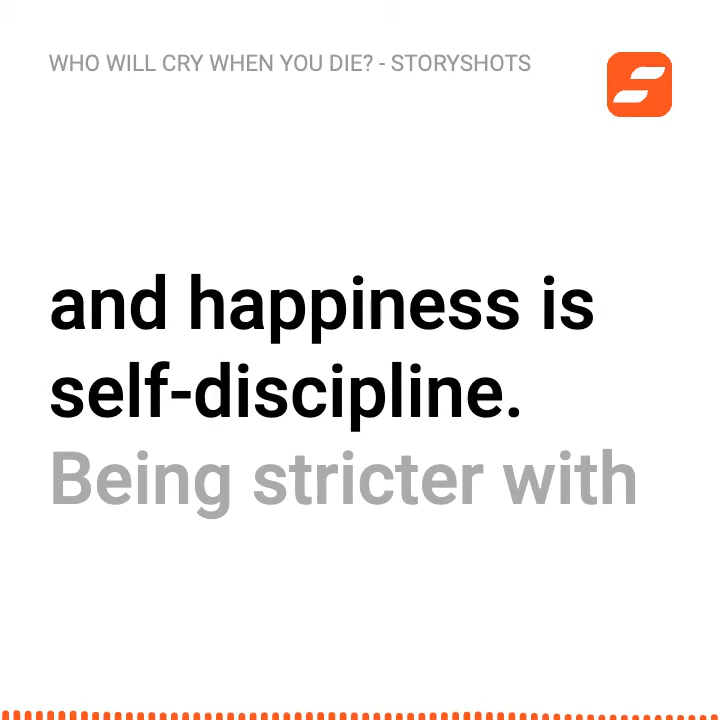 WHO WILL CRY WHEN YOU DIE? - STORYSHOTS
and happiness is
self-discipline.
Being stricter with